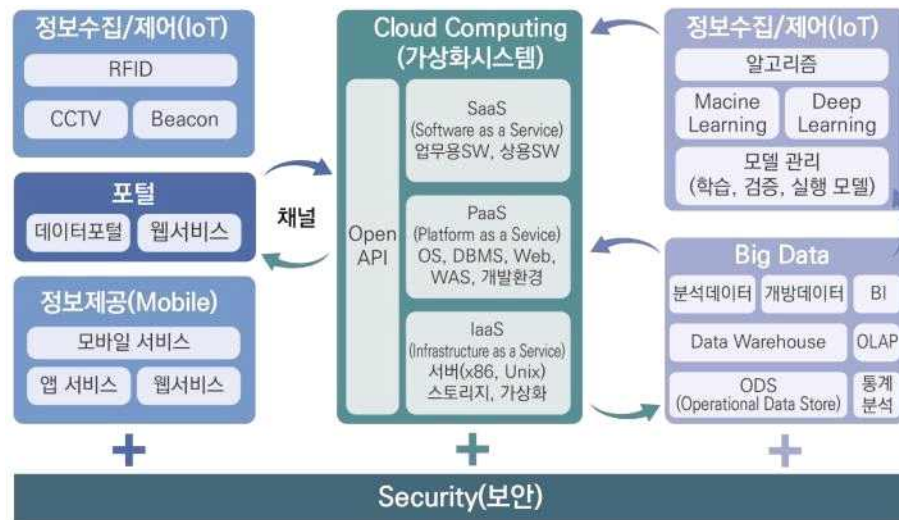 정보수집/제어(IoT)
RFID
CCTV
Beacon
포털
데이터포털
웹서비스
정보제공(Mobile)
모바일 서비스
앱 서비스
웹서비스
채널
Cloud Computing
(가상화시스템)
Open
API
SaaS
(Software as a Service)
업무용SW, 상용SW
PaaS
(Platform as a Sevice)
OS, DBMS, Web,
WAS, 개발환경
IaaS
(Infrastructure as a Service)
서버(x86, Unix)
스토리지, 가상화
정보수집/제어(IoT)
알고리즘
Macine
Learning
Deep
Learning
모델 관리
(학습, 검증, 실행 모델)
Big Data
분석데이터
개방데이터
BI
Data Warehouse
OLAP
ODS
(Operational Data Store)
통계
분석
Security(보안)